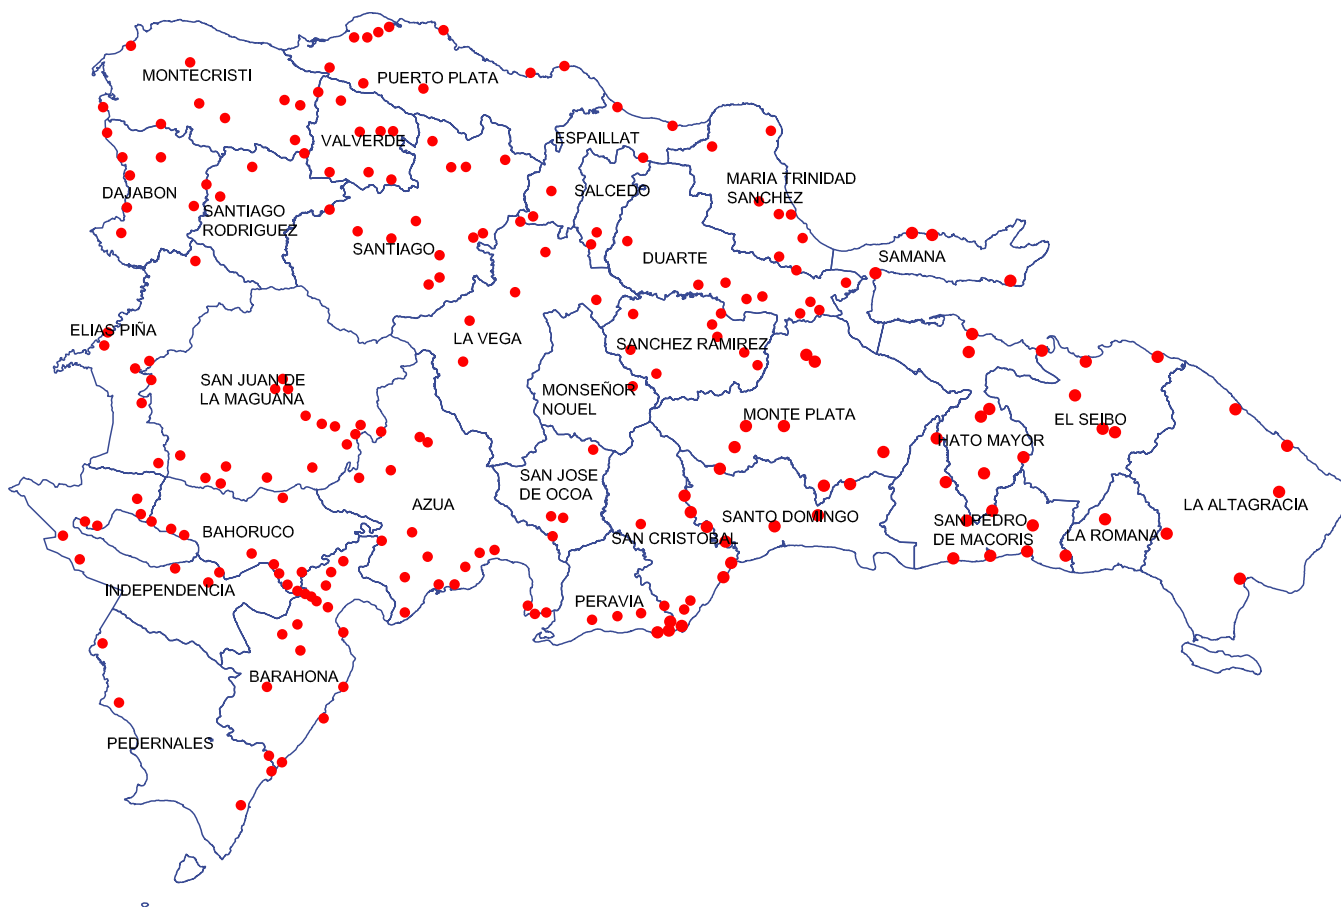 MONTECRISTI
PUERTO PLATA
ESPAILLAT
VALVERDE
DAJABON
SANTIAGO
RODRIGUEZ
SALCEDO
MARIA TRINIDAD
SANCHEZ
SANTIAGO
DUARTE
SAMANA
ELIAS PIÑA
LA VEGA
SANCHEZ RAMIREZ
SAN JUAN DE
LA MAGUANA
MONSEÑOR
NOUEL
MONTE PLATA
HATO MAYOR
EL SEIBO
SAN JOSE
DE OCOA
AZUA
BAHORUCO
SAN CRISTOBAL
SANTO DOMINGO
SAN PEDRO
DE MACORIS
LA ROMANA
LA ALTAGRACIA
INDEPENDENCIA
PERAVIA
BARAHONA
PEDERNALES